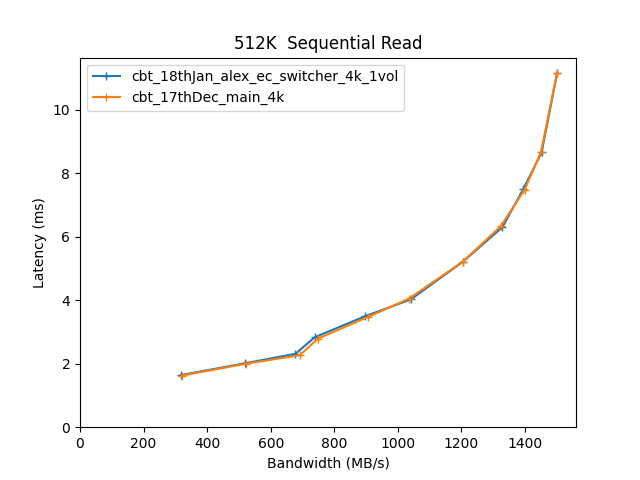 512K  Sequential Read
cbt_18thJan_alex_ec_switcher_4k_1vol
cbt_17thDec_main_4k
10
8
6
4
2
0
Latency (ms)
0 200 400 600 800 1000 1200 1400
Bandwidth (MB/s)